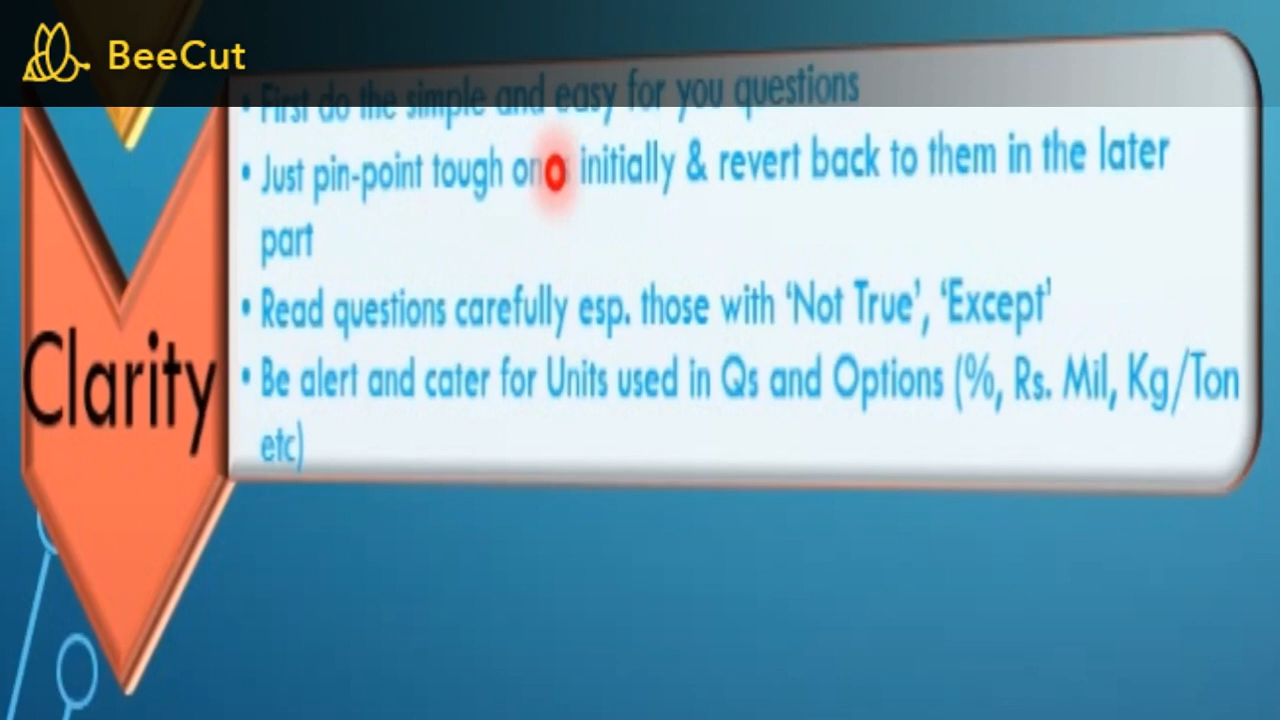 BeeCut
• First do the simple and easy for you questions
• Just pin-point tough initially & revert back to them in the later
part
• Read questions carefully esp. those with ‘Not True’, ‘Except’
• Be alert and cater for Units used in Qs and Options (%, Rs. Mil, Kg/Ton
etc)
Clarity